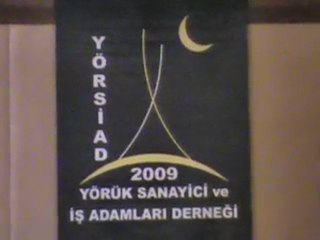 YÖRSİAD
2009
YÖRÜK SANAYİCİ ve
İŞ ADAMLARI DERNEĞİ